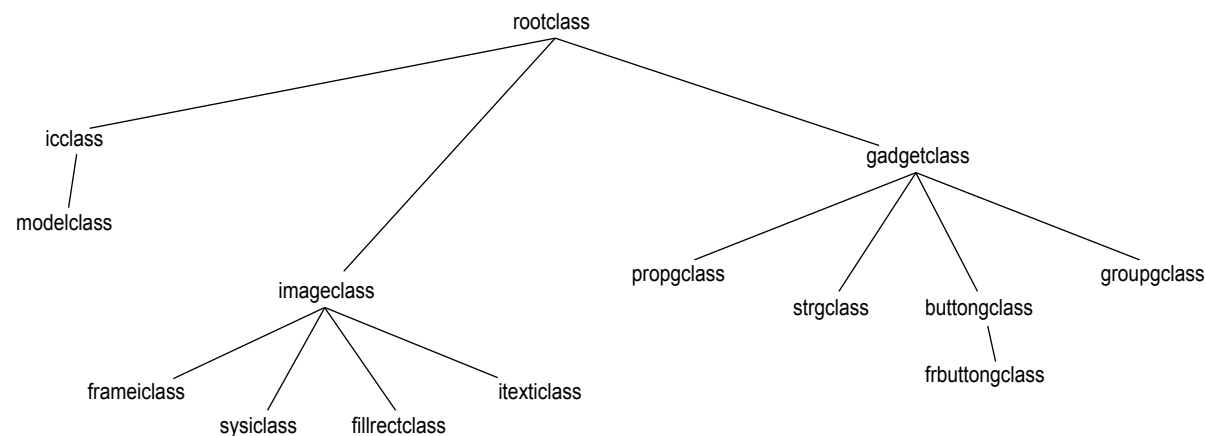 rootclass
icclass
gadgetclass
modelclass
propgclass
groupgclass
imageclass
strgclass
buttongclass
frbuttongclass
frameiclass
itexticlass
sysiclass
fillrectclass